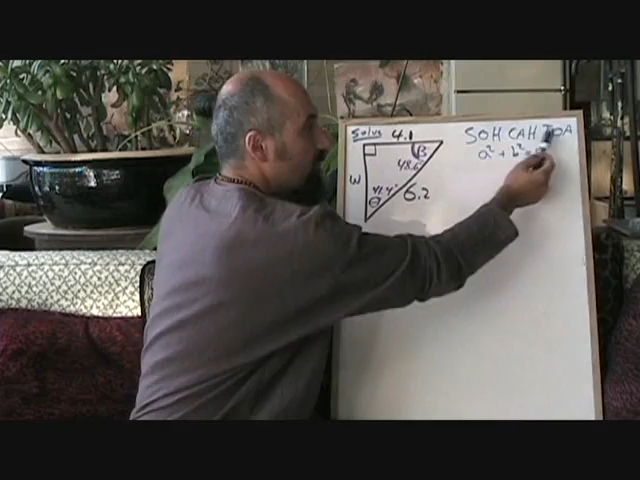 Solve
4.1
SOH CAH TOA
a² + b² =
β
48.6°
W
41.4°
θ
6.2